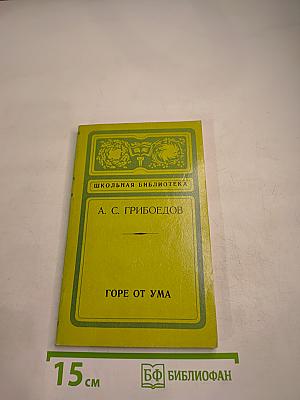 ШКОЛЬНАЯ БИБЛИОТЕКА
А. С. ГРИБОЕДОВ
ГОРЕ ОТ УМА
15 см
БФ БИБЛИОФАН